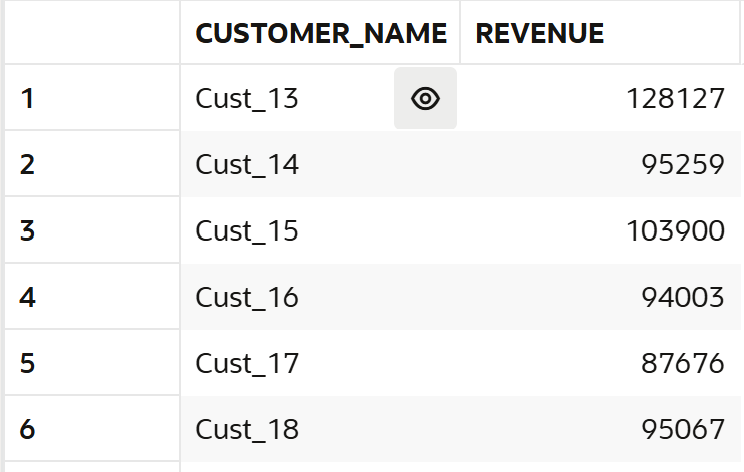 CUSTOMER_NAME REVENUE
1 Cust_13 128127
2 Cust_14 95259
3 Cust_15 103900
4 Cust_16 94003
5 Cust_17 87676
6 Cust_18 95067